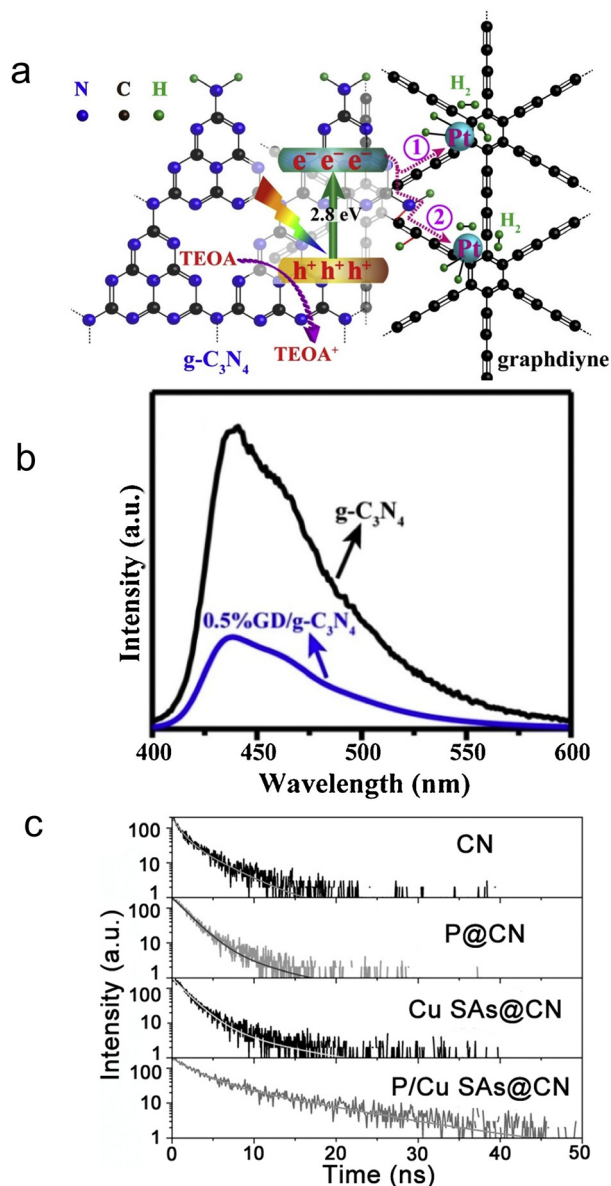 a
N C H
H₂
e⁻ e⁻ e⁻
1
Pt
2.8 eV
2
H₂
TEOA
h⁺ h⁺ h⁺
Pt
TEOA⁺
g-C₃N₄
graphdiyne
b
Intensity (a.u.)
g-C₃N₄
0.5%GD/g-C₃N₄
400 450 500 550 600
Wavelength (nm)
c
Intensity (a.u.)
100
10
1
CN
100
10
1
P@CN
100
10
1
Cu SAs@CN
100
10
1
P/Cu SAs@CN
0 10 20 30 40 50
Time (ns)